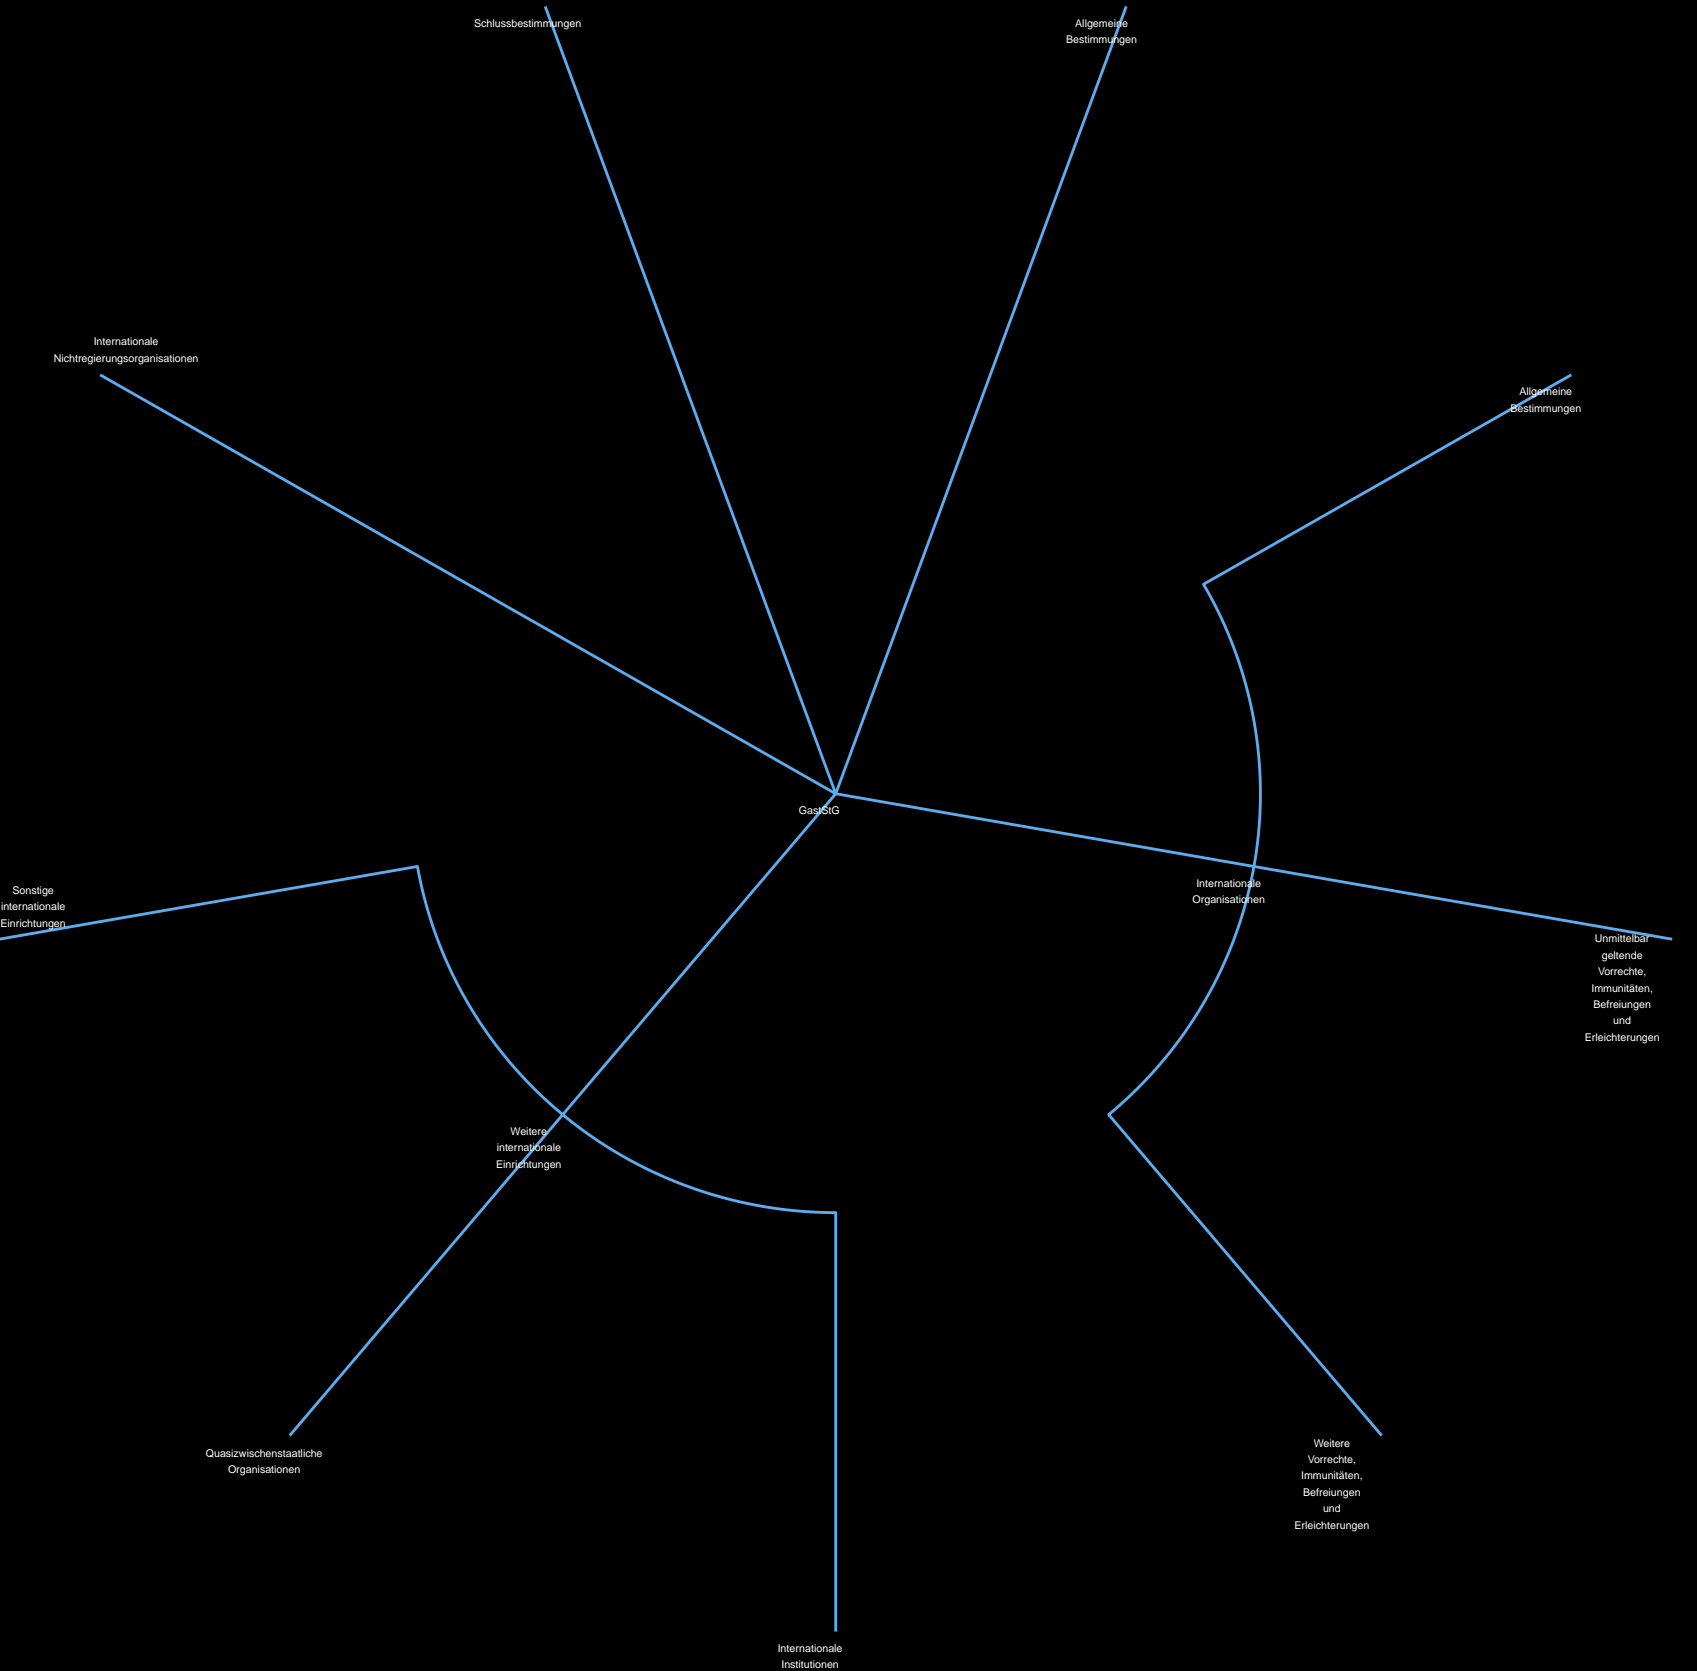 Schlussbestimmungen
Allgemeine
Bestimmungen
Internationale
Nichtregierungsorganisationen
Allgemeine
Bestimmungen
GastStG
Sonstige
internationale
Einrichtungen
Internationale
Organisationen
Unmittelbar
geltende
Vorrechte,
Immunitäten,
Befreiungen
und
Erleichterungen
Weitere
internationale
Einrichtungen
Quasizwischenstaatliche
Organisationen
Weitere
Vorrechte,
Immunitäten,
Befreiungen
und
Erleichterungen
Internationale
Institutionen